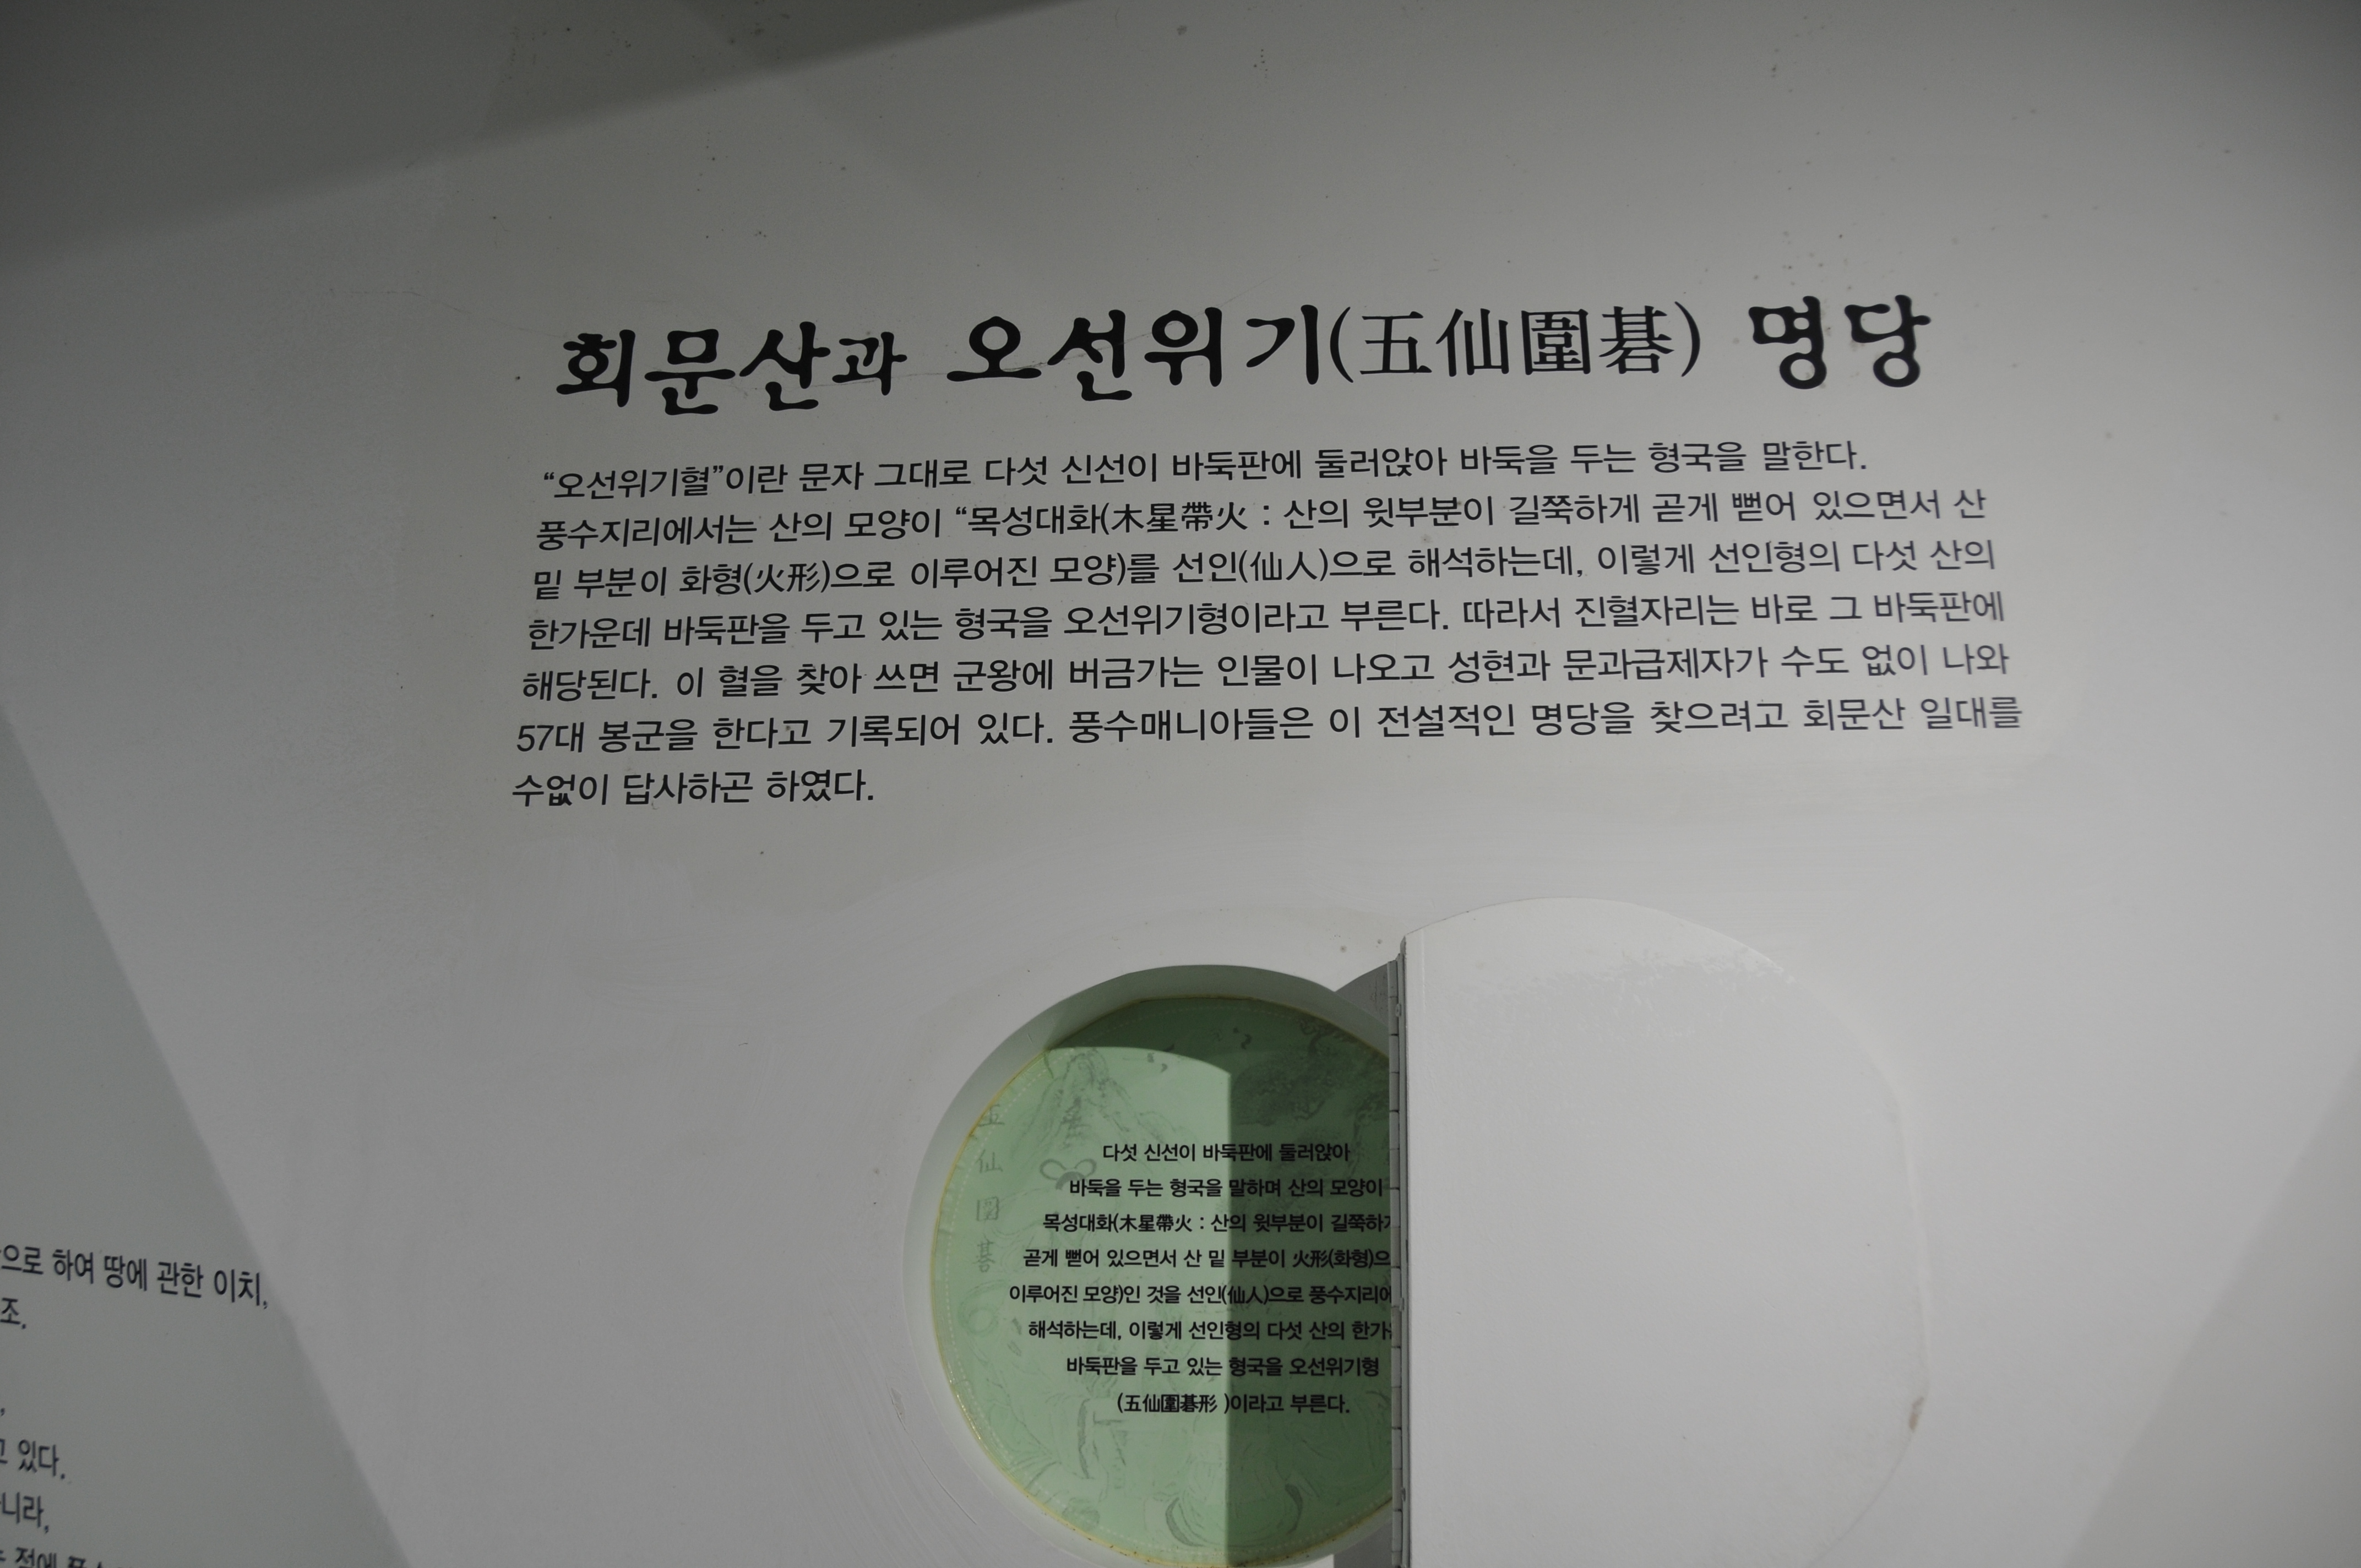 회문산과 오선위기(五仙圍碁) 명당
“오선위기혈”이란 문자 그대로 다섯 신선이 바둑판에 둘러앉아 바둑을 두는 형국을 말한다.
풍수지리에서는 산의 모양이 “목성대화(木星帶火 : 산의 윗부분이 길쭉하게 곧게 뻗어 있으면서 산
밑 부분이 화형(火形)으로 이루어진 모양)를 선인(仙人)으로 해석하는데, 이렇게 선인형의 다섯 산의
한가운데 바둑판을 두고 있는 형국을 오선위기형이라고 부른다. 따라서 진혈자리는 바로 그 바둑판에
해당된다. 이 혈을 찾아 쓰면 군왕에 버금가는 인물이 나오고 성현과 문과급제자가 수도 없이 나와
57대 봉군을 한다고 기록되어 있다. 풍수매니아들은 이 전설적인 명당을 찾으려고 회문산 일대를
수없이 답사하곤 하였다.
五仙圍碁
다섯 신선이 바둑판에 둘러앉아
바둑을 두는 형국을 말하며 산의 모양이
목성대화(木星帶火 : 산의 윗부분이
곧게 뻗어 있으면서 산 밑 부분이 火形(화형)으
이루어진 모양)인 것을 선인(仙人)으로 풍수지리에
해석하는데, 이렇게 선인형의 다섯 산의
바둑판을 두고 있는 형국을 오선위기형
(五仙圍碁形 )이라고 부른다.
으로 하여 땅에 관한 이치,
조,
고 있다.
니라,